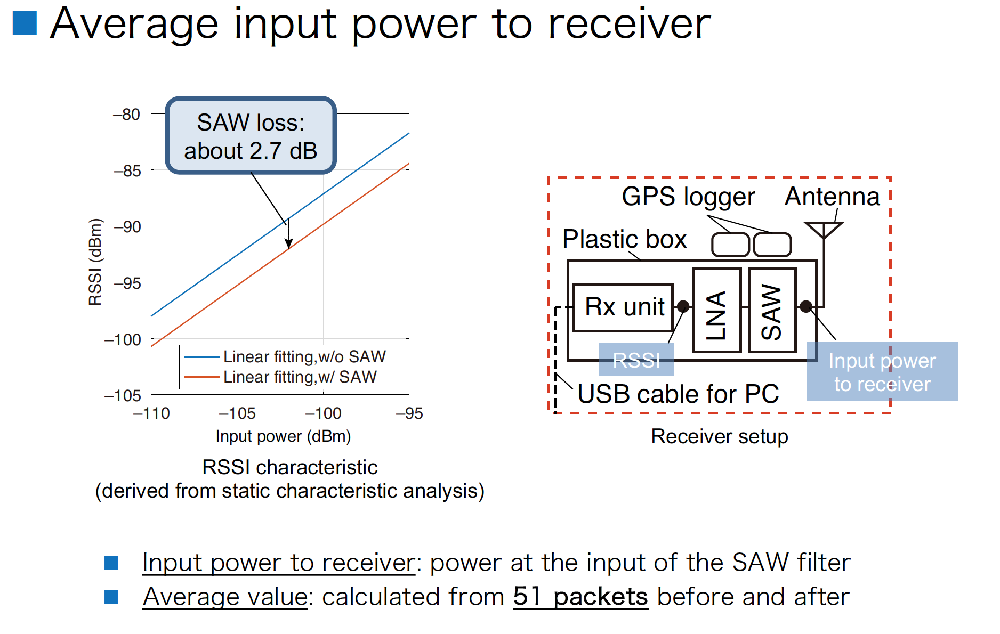 Average input power to receiver
SAW loss:
about 2.7 dB
–80
–85
–90
–95
–100
–105
RSSI (dBm)
Linear fitting,w/o SAW
Linear fitting,w/ SAW
–110
–105
–100
–95
Input power (dBm)
RSSI characteristic
(derived from static characteristic analysis)
GPS logger
Antenna
Plastic box
Rx unit
LNA
SAW
RSSI
Input power
to receiver
USB cable for PC
Receiver setup
Input power to receiver: power at the input of the SAW filter
Average value: calculated from 51 packets before and after